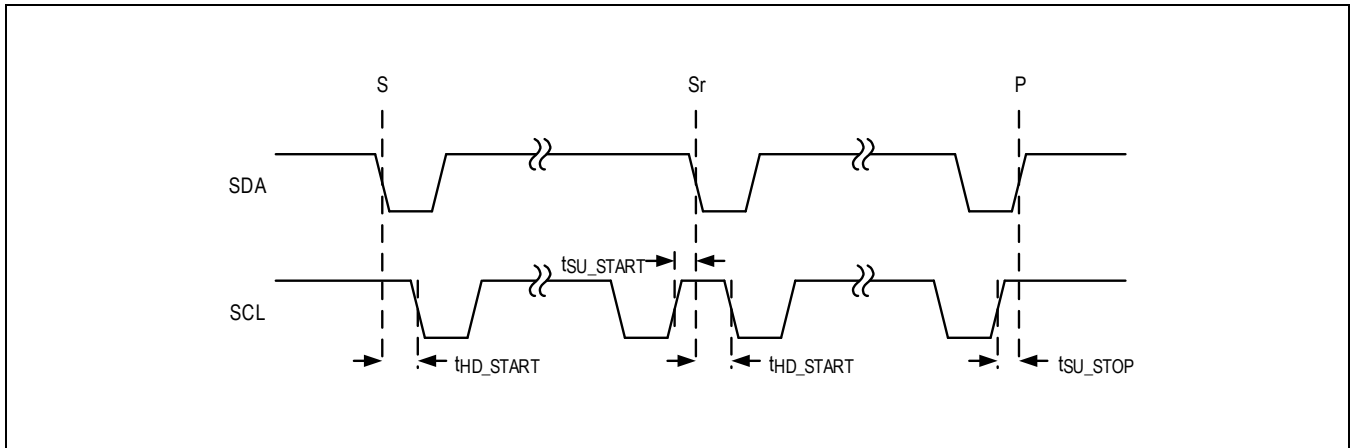 S Sr P
SDA
tSU_START
SCL
tHD_START tHD_START tSU_STOP